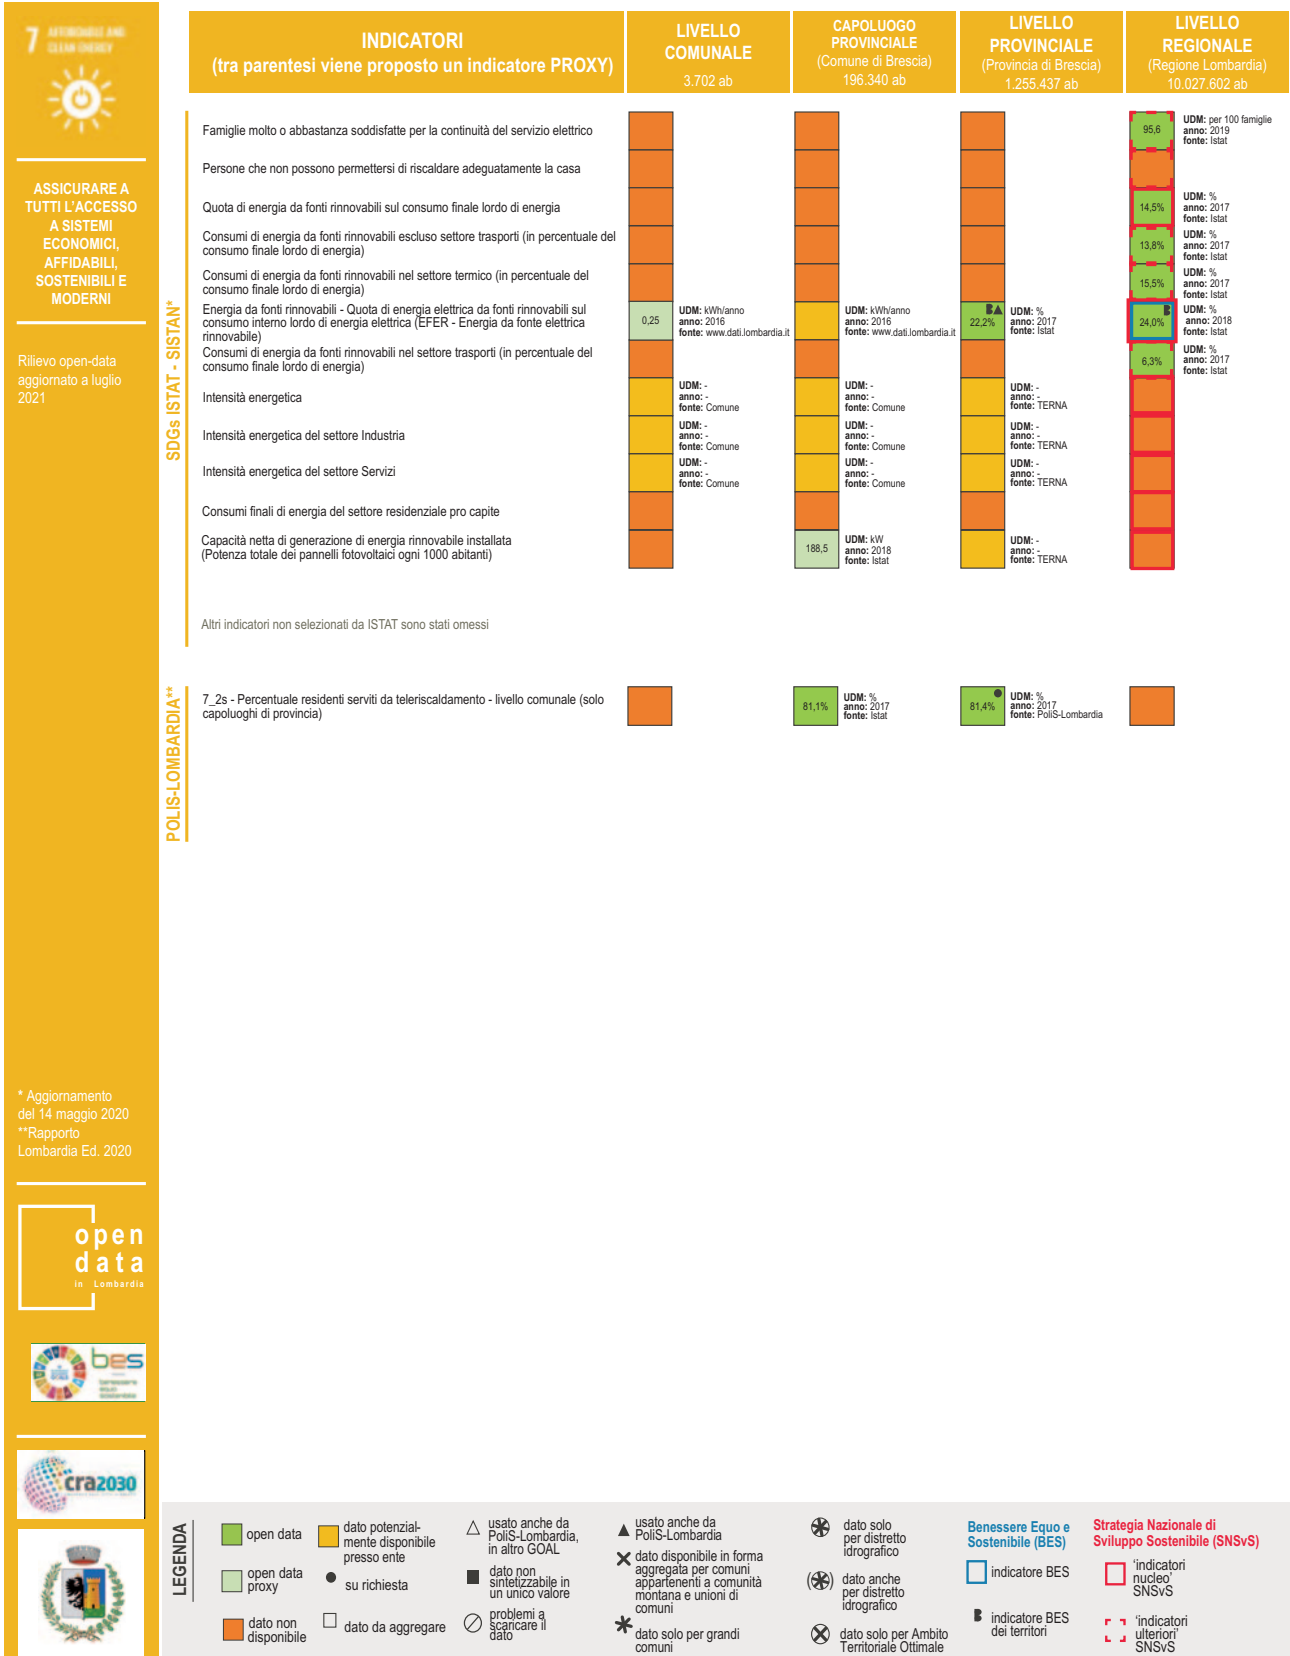 7 AFFORDABLE AND
CLEAN ENERGY
ASSICURARE A
TUTTI L'ACCESSO
A SISTEMI
ECONOMICI,
AFFIDABILI,
SOSTENIBILI E
MODERNI
Rilievo open-data
aggiornato a luglio
2021
* Aggiornamento
del 14 maggio 2020
**Rapporto
Lombardia Ed. 2020
open
data
in Lombardia
bes
benessere
equo
sostenibile
cra2030
INDICATORI
(tra parentesi viene proposto un indicatore PROXY)
LIVELLO
COMUNALE
3.702 ab
CAPOLUOGO
PROVINCIALE
(Comune di Brescia)
196.340 ab
LIVELLO
PROVINCIALE
(Provincia di Brescia)
1.255.437 ab
LIVELLO
REGIONALE
(Regione Lombardia)
10.027.602 ab
SDGs ISTAT - SISTAN*
Famiglie molto o abbastanza soddisfatte per la continuità del servizio elettrico
95,6
UDM: per 100 famiglie
anno: 2019
fonte: Istat
Persone che non possono permettersi di riscaldare adeguatamente la casa
Quota di energia da fonti rinnovabili sul consumo finale lordo di energia
14,5%
UDM: %
anno: 2017
fonte: Istat
Consumi di energia da fonti rinnovabili escluso settore trasporti (in percentuale del
consumo finale lordo di energia)
13,8%
UDM: %
anno: 2017
fonte: Istat
Consumi di energia da fonti rinnovabili nel settore termico (in percentuale del
consumo finale lordo di energia)
15,5%
UDM: %
anno: 2017
fonte: Istat
Energia da fonti rinnovabili - Quota di energia elettrica da fonti rinnovabili sul
consumo interno lordo di energia elettrica (EFER - Energia da fonte elettrica
rinnovabile)
0,25
UDM: kWh/anno
anno: 2016
fonte: www.dati.lombardia.it
UDM: kWh/anno
anno: 2016
fonte: www.dati.lombardia.it
B
22,2%
UDM: %
anno: 2017
fonte: Istat
B
24,0%
UDM: %
anno: 2018
fonte: Istat
Consumi di energia da fonti rinnovabili nel settore trasporti (in percentuale del
consumo finale lordo di energia)
6,3%
UDM: %
anno: 2017
fonte: Istat
Intensità energetica
UDM: -
anno: -
fonte: Comune
UDM: -
anno: -
fonte: Comune
UDM: -
anno: -
fonte: TERNA
Intensità energetica del settore Industria
UDM: -
anno: -
fonte: Comune
UDM: -
anno: -
fonte: Comune
UDM: -
anno: -
fonte: TERNA
Intensità energetica del settore Servizi
UDM: -
anno: -
fonte: Comune
UDM: -
anno: -
fonte: Comune
UDM: -
anno: -
fonte: TERNA
Consumi finali di energia del settore residenziale pro capite
Capacità netta di generazione di energia rinnovabile installata
(Potenza totale dei pannelli fotovoltaici ogni 1000 abitanti)
188,5
UDM: kW
anno: 2018
fonte: Istat
UDM: -
anno: -
fonte: TERNA
Altri indicatori non selezionati da ISTAT sono stati omessi
POLIS-LOMBARDIA**
7_2s - Percentuale residenti serviti da teleriscaldamento - livello comunale (solo
capoluoghi di provincia)
81,1%
UDM: %
anno: 2017
fonte: Istat
81,4%
UDM: %
anno: 2017
fonte: PoliS-Lombardia
LEGENDA
open data
open data
proxy
dato non
disponibile
dato potenzial-
mente disponibile
presso ente
su richiesta
dato da aggregare
usato anche da
PoliS-Lombardia,
in altro GOAL
dato non
sintetizzabile in
un unico valore
problemi a
scaricare il
dato
usato anche da
PoliS-Lombardia
dato disponibile in forma
aggregata per comuni
appartenenti a comunità
montana e unioni di
comuni
dato solo per grandi
comuni
dato solo
per distretto
idrografico
dato anche
per distretto
idrografico
dato solo per Ambito
Territoriale Ottimale
Benessere Equo e
Sostenibile (BES)
indicatore BES
B indicatore BES
dei territori
Strategia Nazionale di
Sviluppo Sostenibile (SNSvS)
'indicatori
nucleo'
SNSvS
'indicatori
ulteriori'
SNSvS